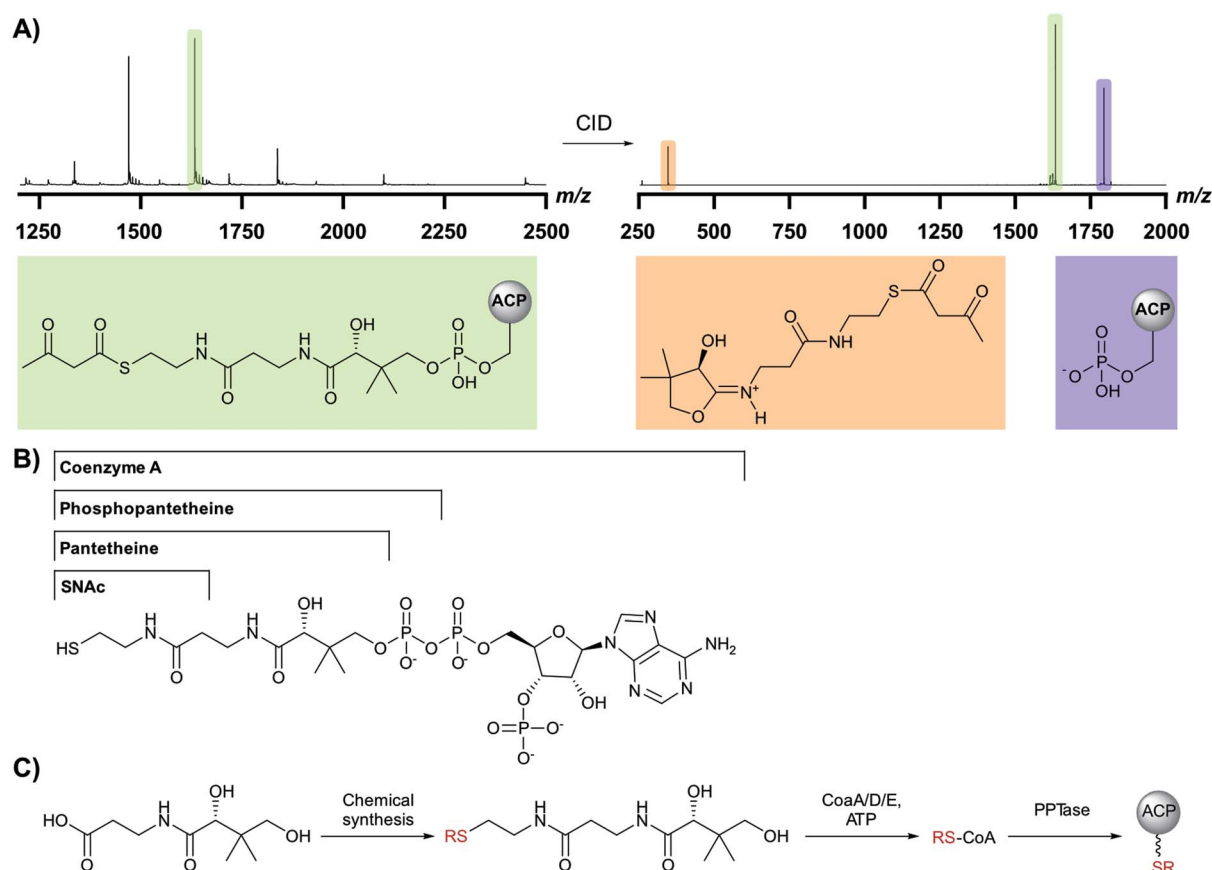 A)
CID
m/z
m/z
1250 1500 1750 2000 2250 2500
250 500 750 1000 1250 1500 1750 2000
O O S H N O H N O OH O P O OH O ACP
OH O N+ H O NH S O O
O P -O OH O ACP
B)
Coenzyme A
Phosphopantetheine
Pantetheine
SNAc
HS H N O H N O OH O O P O- O O P O- O O N N N N NH2
O OH
O=P O- O-
C)
HO O H N O OH OH
Chemical
synthesis
RS H N O H N O OH OH
CoaA/D/E,
ATP
RS-CoA
PPTase
ACP
SR